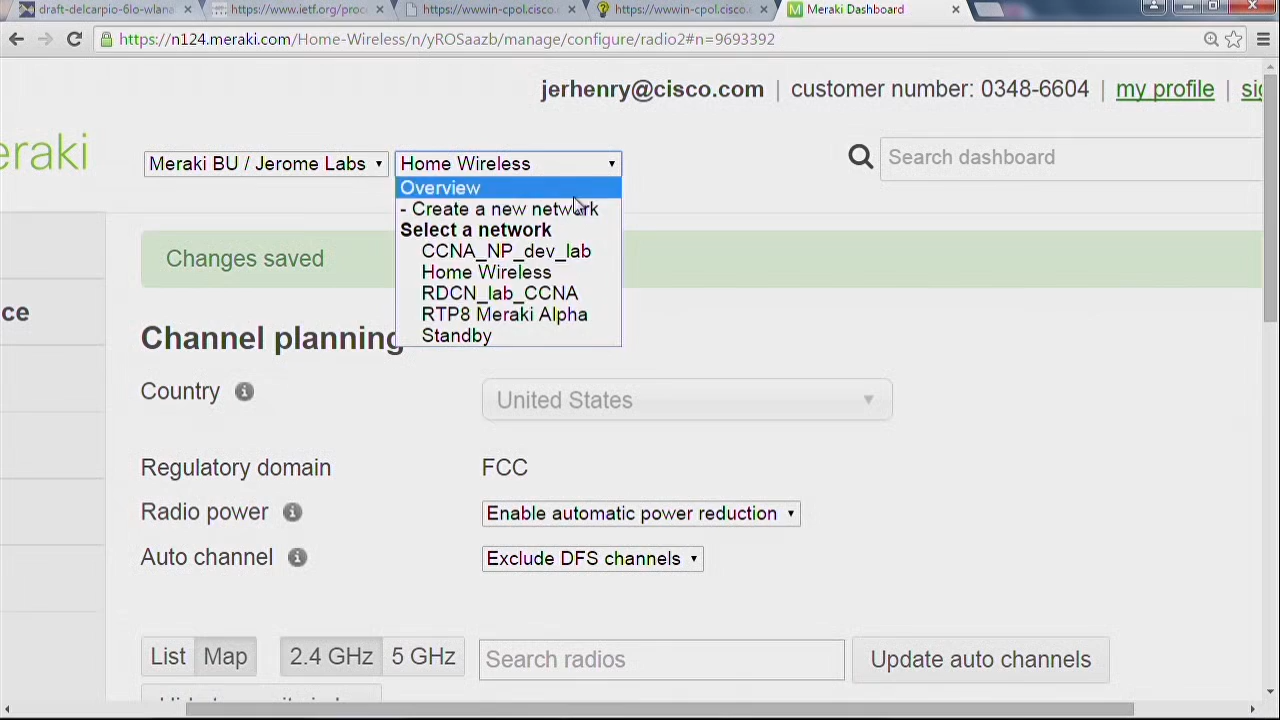 draft-delcarpio-6lo-wlana
https://www.ietf.org/proc
https://wwwin-cpol.cisco.
https://wwwin-cpol.cisco.
Meraki Dashboard
https://n124.meraki.com/Home-Wireless/n/yROSaazb/manage/configure/radio2#n=9693392
jerhenry@cisco.com | customer number: 0348-6604 | my profile |
eraki
Meraki BU / Jerome Labs
Home Wireless
Search dashboard
Overview
- Create a new network
Select a network
CCNA_NP_dev_lab
Home Wireless
RDCN_lab_CCNA
RTP8 Meraki Alpha
Standby
Changes saved
ce
Channel planning
Country
United States
Regulatory domain
FCC
Radio power
Enable automatic power reduction
Auto channel
Exclude DFS channels
List Map
2.4 GHz 5 GHz
Search radios
Update auto channels